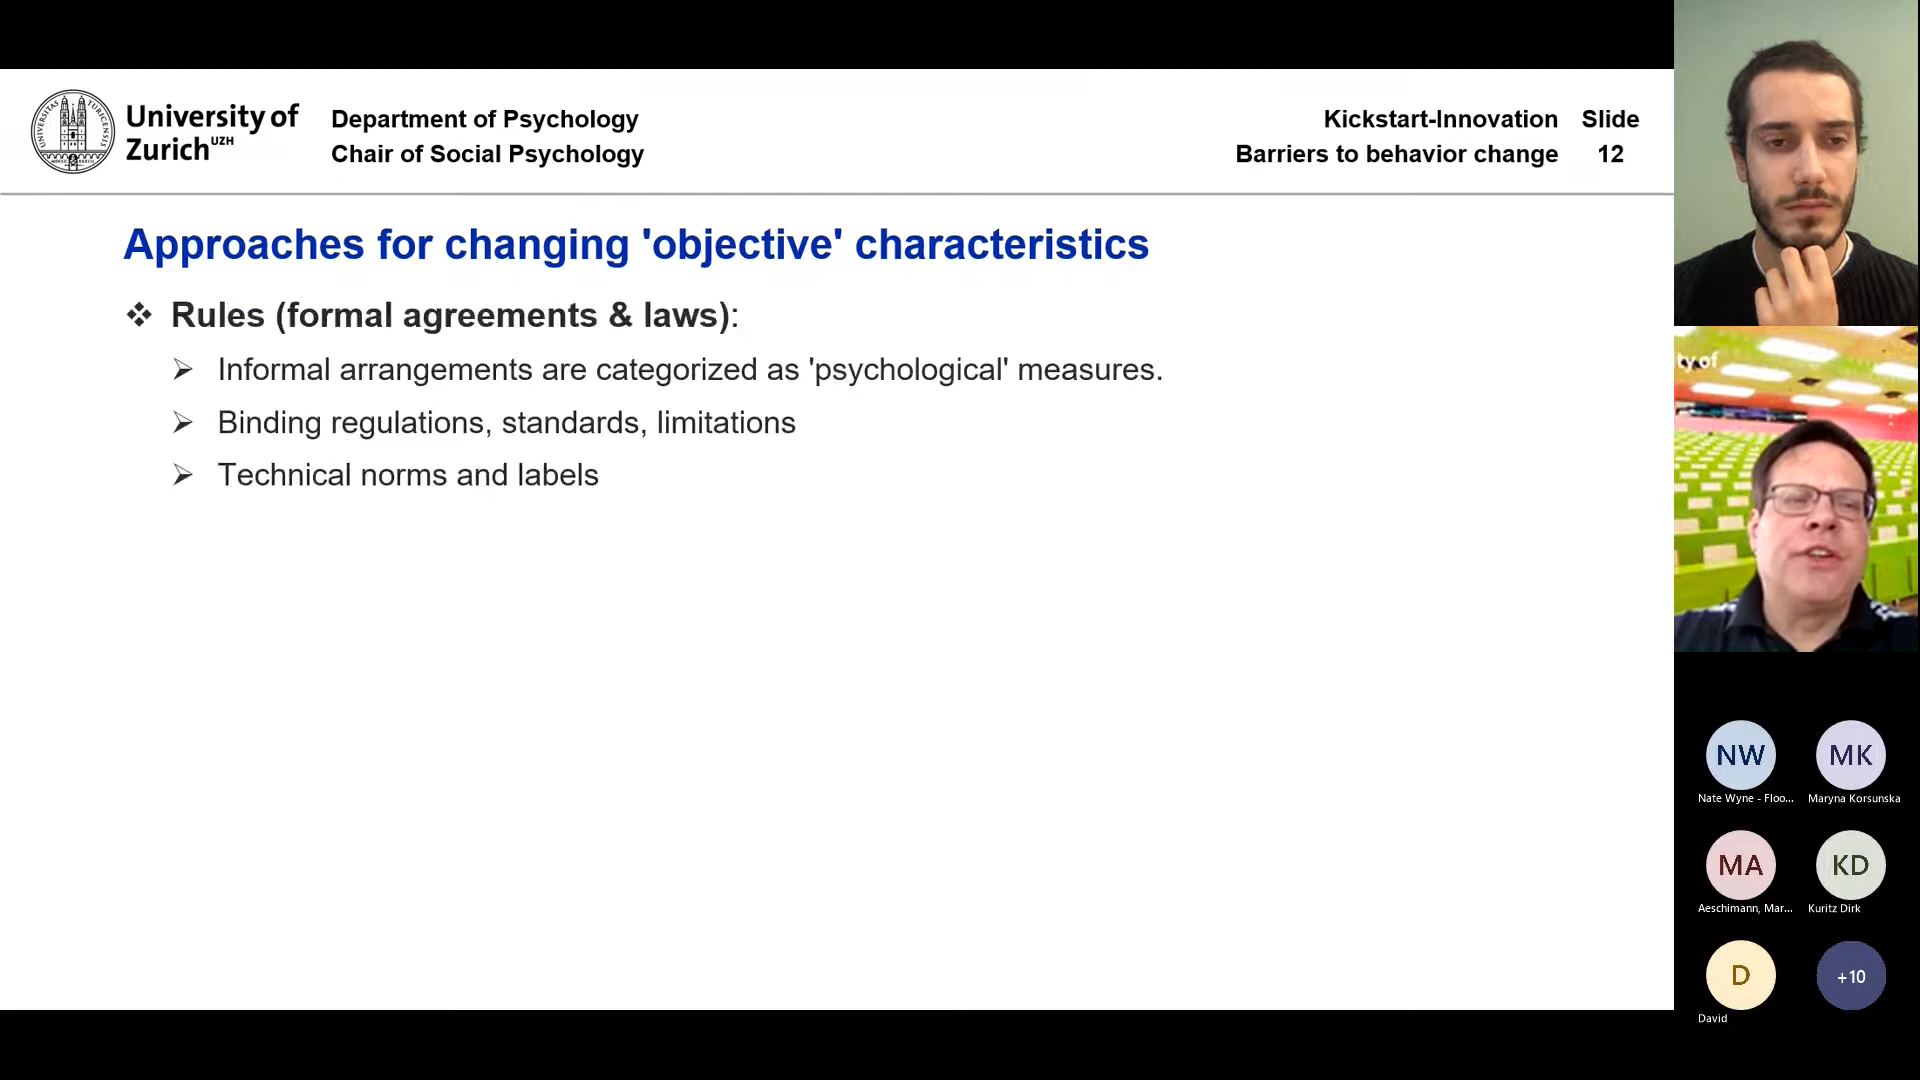 University of
Zurich UZH
Department of Psychology
Chair of Social Psychology
Kickstart-Innovation Slide
Barriers to behavior change 12
Approaches for changing 'objective' characteristics
❖ Rules (formal agreements & laws):
➢ Informal arrangements are categorized as 'psychological' measures.
➢ Binding regulations, standards, limitations
➢ Technical norms and labels
ty of
NW
Nate Wyne - Floo...
MK
Maryna Korsunska
MA
Aeschimann, Mar...
KD
Kuritz Dirk
D
David
+10